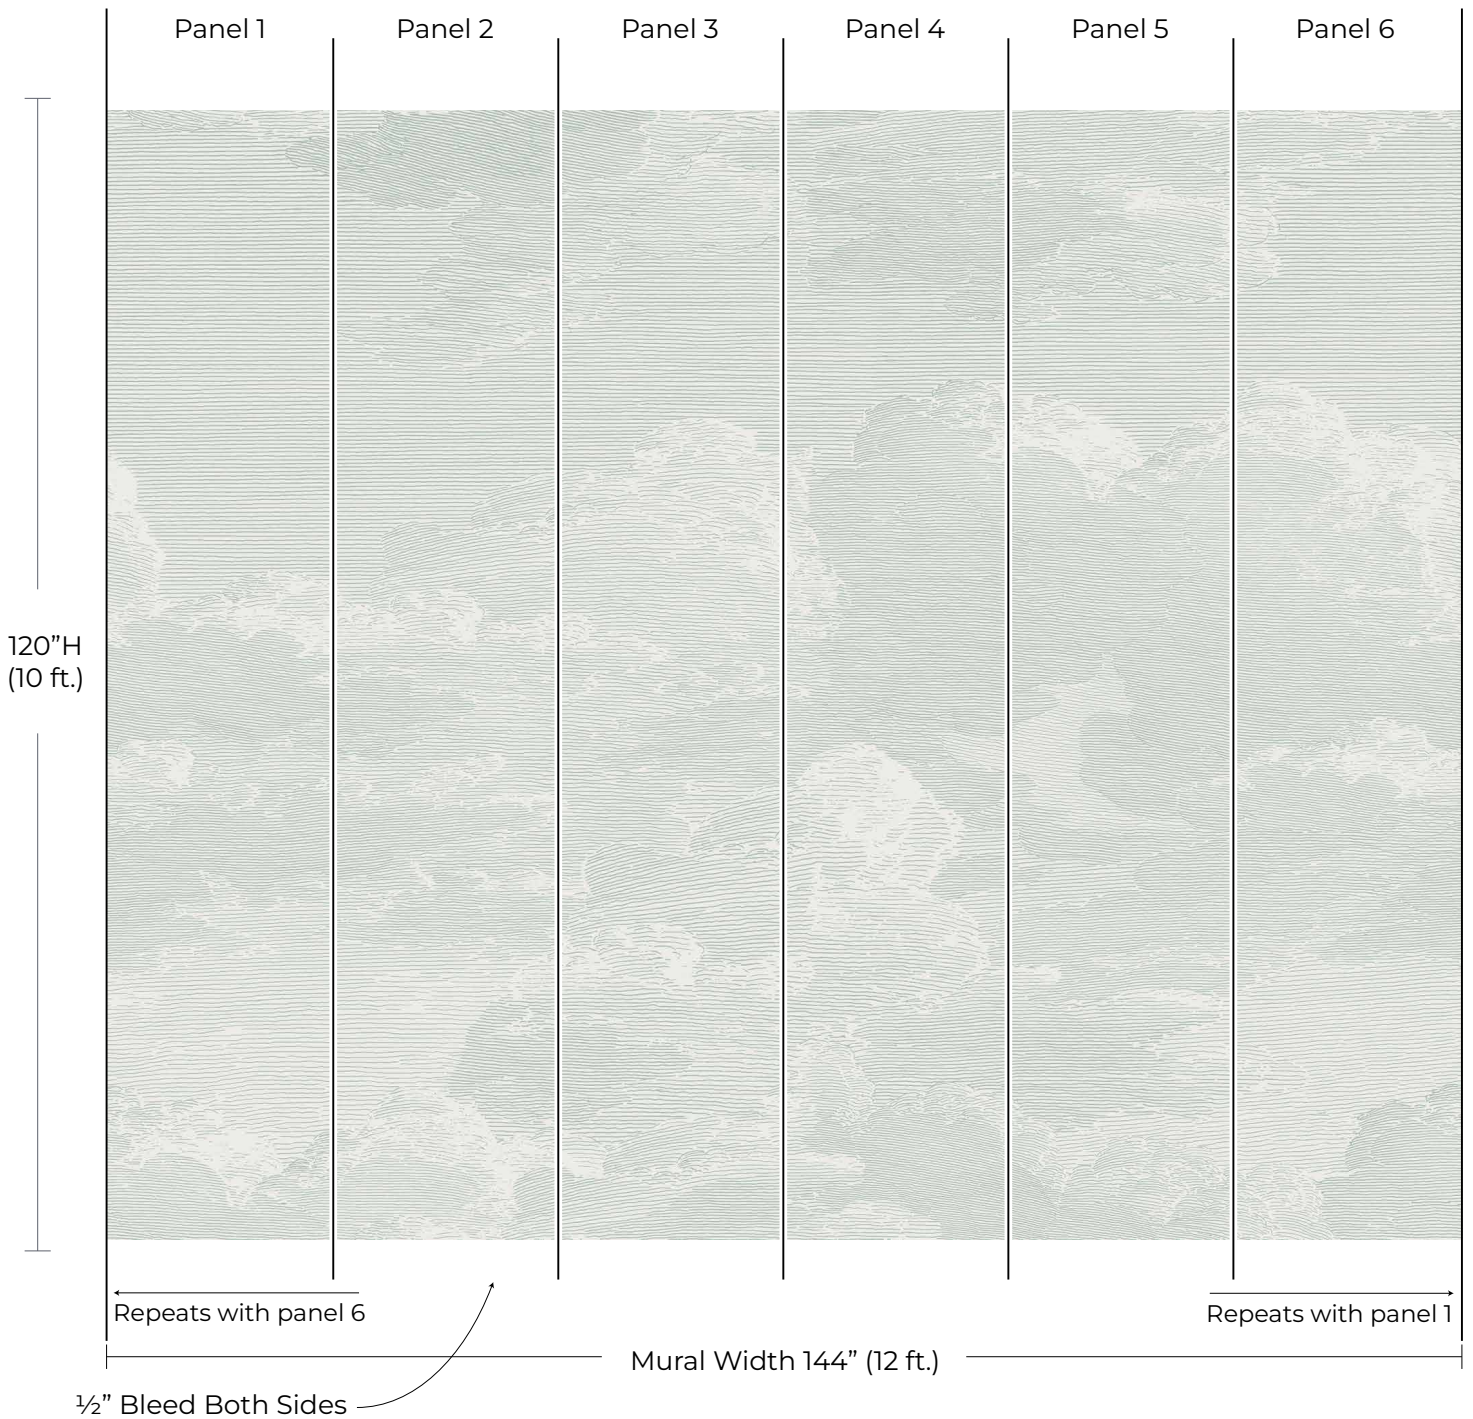 Panel 1
Panel 2
Panel 3
Panel 4
Panel 5
Panel 6
120”H
(10 ft.)
Repeats with panel 6
Repeats with panel 1
Mural Width 144” (12 ft.)
½” Bleed Both Sides